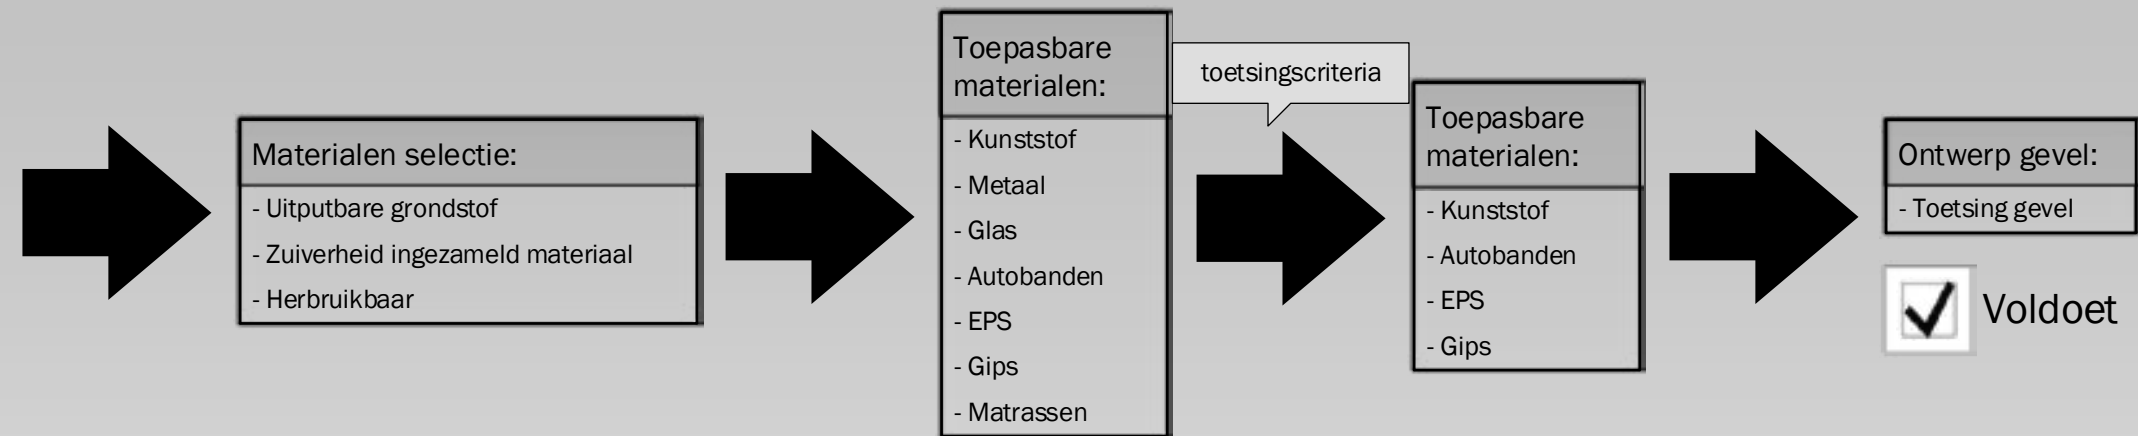 Materialen selectie:
- Uitputbare grondstof
- Zuiverheid ingezameld materiaal
- Herbruikbaar
Toepasbare
materialen:
- Kunststof
- Metaal
- Glas
- Autobanden
- EPS
- Gips
- Matrassen
toetsingscriteria
Toepasbare
materialen:
- Kunststof
- Autobanden
- EPS
- Gips
Ontwerp gevel:
- Toetsing gevel
Voldoet